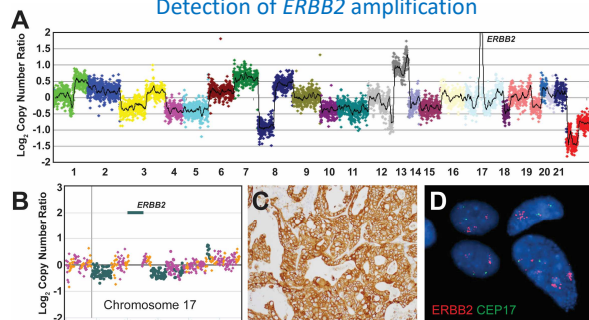 Detection of ERBB2 amplification
A
Log2 Copy Number Ratio
2
1.5
1.0
0.5
0
-0.5
-1.0
-1.5
-2
ERBB2
1 2 3 4 5 6 7 8 9 10 11 12 13 14 15 16 17 18 19 20 21
B
Log2 Copy Number Ratio
3
2
1
0
-1
-2
ERBB2
Chromosome 17
C
D
ERBB2 CEP17